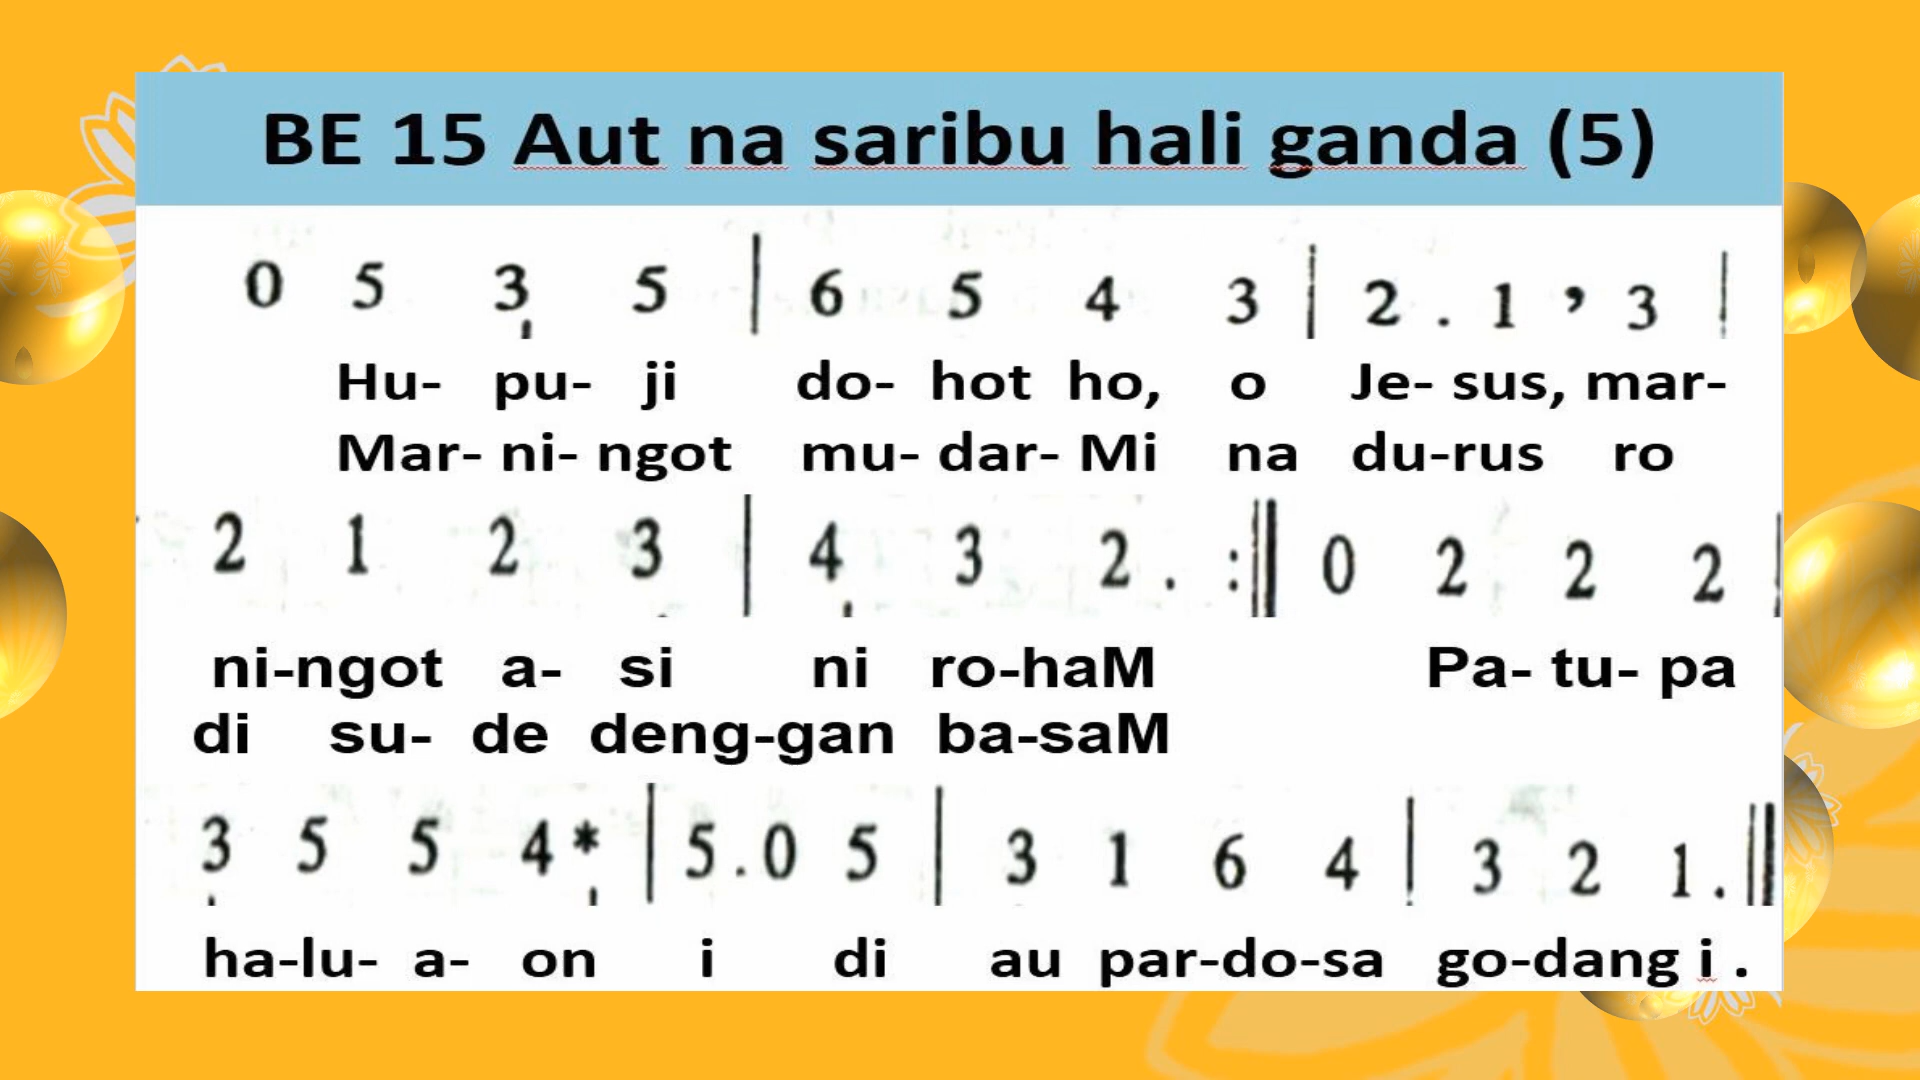 BE 15 Aut na saribu hali ganda (5)
0 5 3 5 | 6 5 4 3 | 2 . 1 , 3 |
Hu- pu- ji do- hot ho, o Je- sus, mar-
Mar- ni- ngot mu- dar- Mi na du-rus ro
2 1 2 3 | 4 3 2 . :|| 0 2 2 2 |
ni-ngot a- si ni ro-haM Pa- tu- pa
di su- de deng-gan ba-saM
3 5 5 4* | 5 . 0 5 | 3 1 6 4 | 3 2 1 . ||
ha-lu- a- on i di au par-do-sa go-dang i .